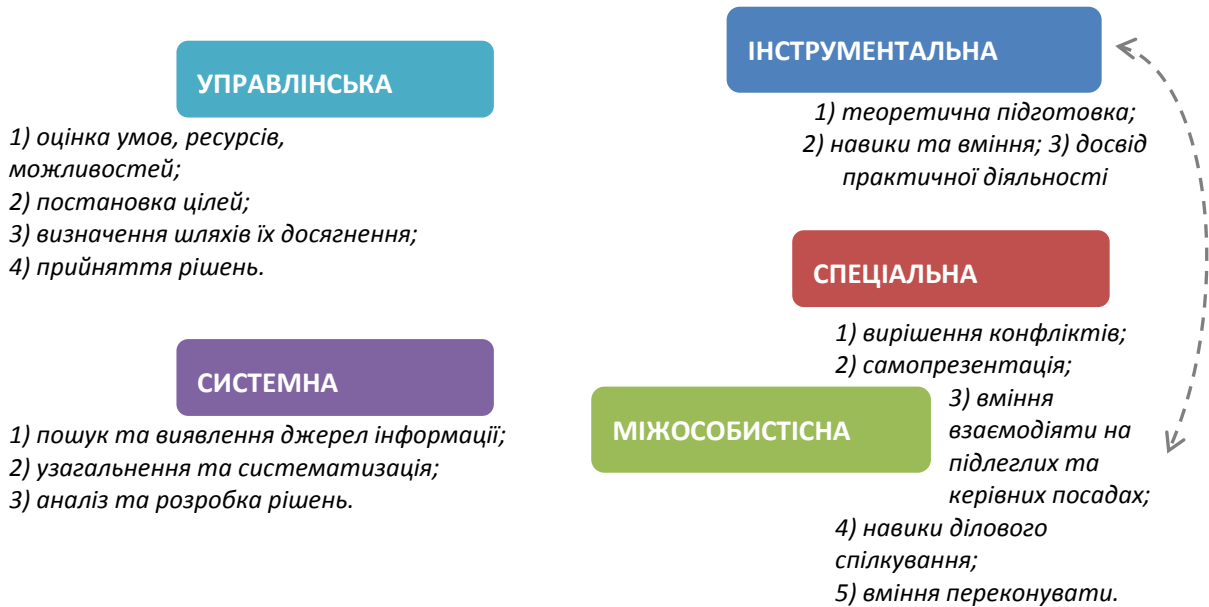 УПРАВЛІНСЬКА
1) оцінка умов, ресурсів,
можливостей;
2) постановка цілей;
3) визначення шляхів їх досягнення;
4) прийняття рішень.
СИСТЕМНА
1) пошук та виявлення джерел інформації;
2) узагальнення та систематизація;
3) аналіз та розробка рішень.
ІНСТРУМЕНТАЛЬНА
1) теоретична підготовка;
2) навики та вміння; 3) досвід
практичної діяльності
СПЕЦІАЛЬНА
МІЖОСОБИСТІСНА
1) вирішення конфліктів;
2) самопрезентація;
3) вміння
взаємодіяти на
підлеглих та
керівних посадах;
4) навики ділового
спілкування;
5) вміння переконувати.